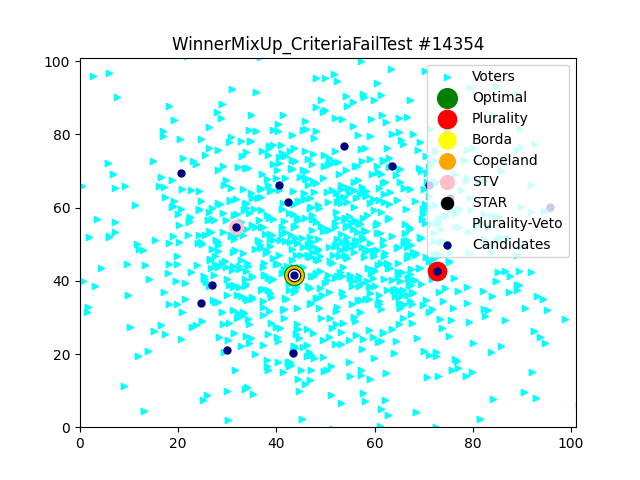 WinnerMixUp_CriteriaFailTest #14354
100
80
60
40
20
0
0 20 40 60 80 100
Voters
Optimal
Plurality
Borda
Copeland
STV
STAR
Plurality-Veto
Candidates